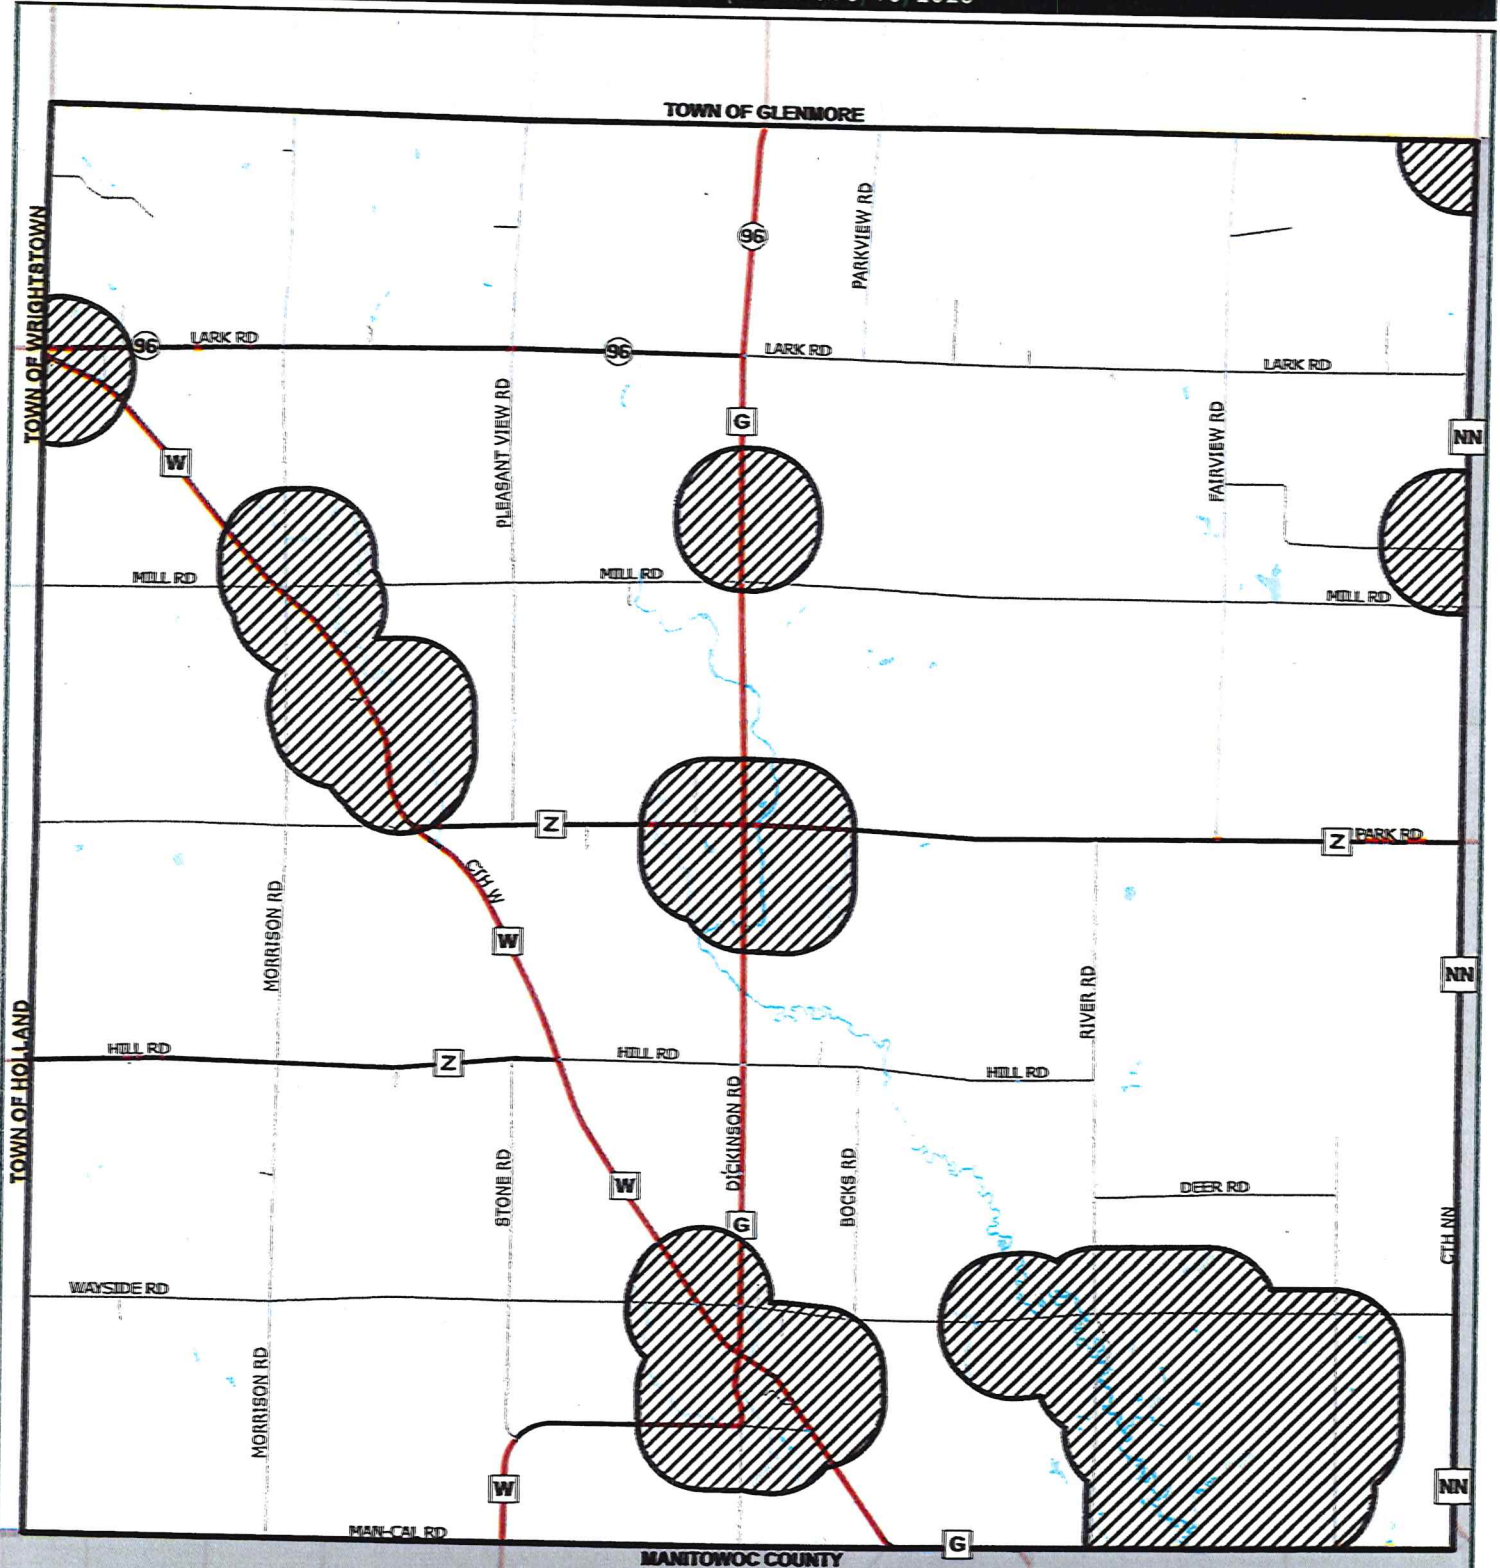 TOWN OF GLENMORE
96
PARKVIEW RD
TOWN OF WRIGHTSTOWN
96
LARK RD
96
LARK RD
LARK RD
PLEASANT VIEW RD
G
FAIRVIEW RD
NN
W
MILL RD
MILL RD
MILL RD
Z
Z
PARK RD
CTH W
MORRISON RD
W
NN
RIVER RD
TOWN OF HOLLAND
HILL RD
Z
HILL RD
HILL RD
DICKINSON RD
STONE RD
W
BOCKS RD
DEER RD
G
CTH NN
WAYSIDE RD
MORRISON RD
W
NN
MAN-CAL RD
G
MANITOWOC COUNTY